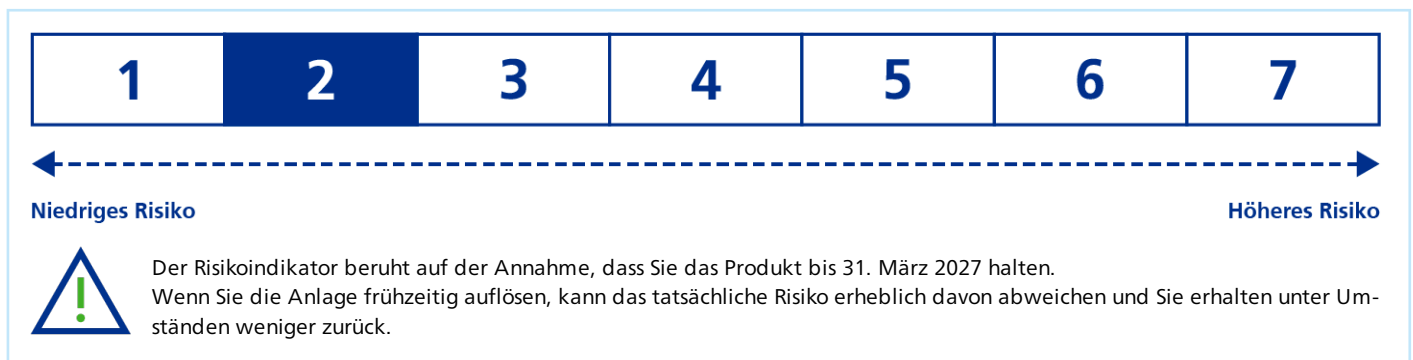 1 2 3 4 5 6 7
Niedriges Risiko Höheres Risiko
Der Risikoindikator beruht auf der Annahme, dass Sie das Produkt bis 31. März 2027 halten.
Wenn Sie die Anlage frühzeitig auflösen, kann das tatsächliche Risiko erheblich davon abweichen und Sie erhalten unter Um-
ständen weniger zurück.